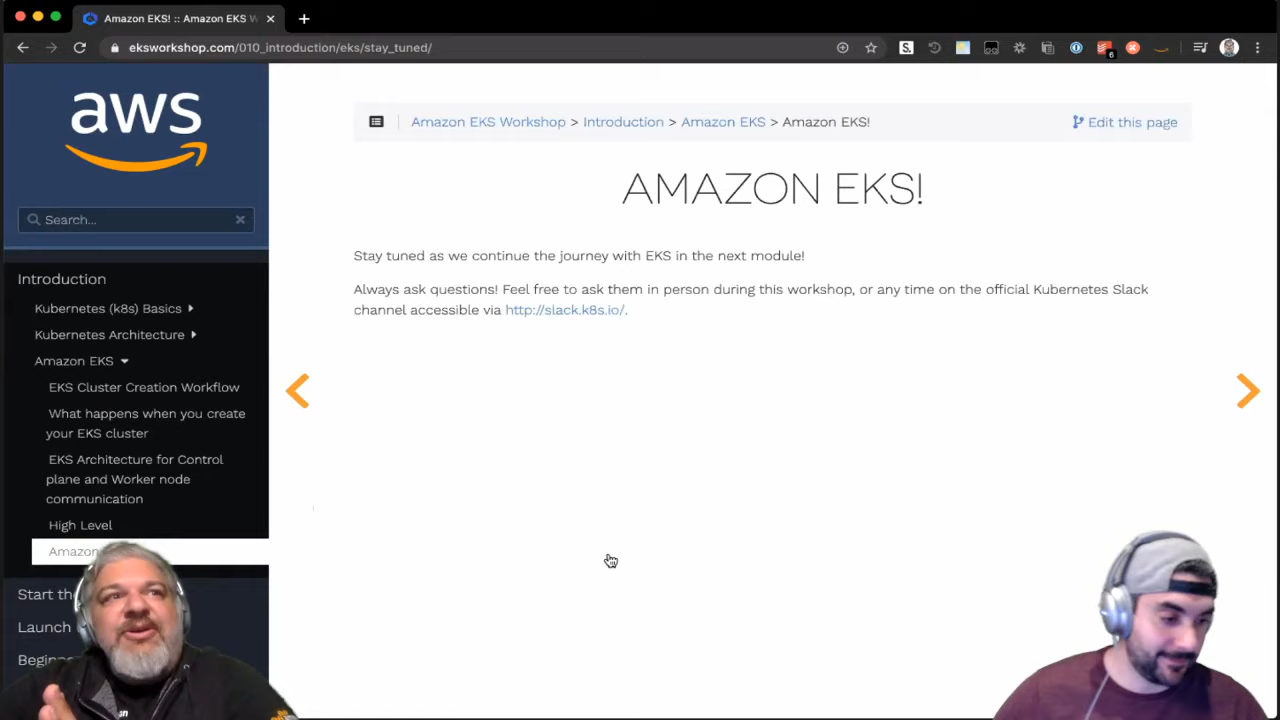 Amazon EKS! :: Amazon EKS W
eksworkshop.com/010_introduction/eks/stay_tuned/
6
aws
Search...
Introduction
Kubernetes (k8s) Basics
Kubernetes Architecture
Amazon EKS
EKS Cluster Creation Workflow
What happens when you create
your EKS cluster
EKS Architecture for Control
plane and Worker node
communication
High Level
Amazon
Start the
Launch
Beginne
Amazon EKS Workshop > Introduction > Amazon EKS > Amazon EKS!
Edit this page
AMAZON EKS!
Stay tuned as we continue the journey with EKS in the next module!
Always ask questions! Feel free to ask them in person during this workshop, or any time on the official Kubernetes Slack
channel accessible via http://slack.k8s.io/.